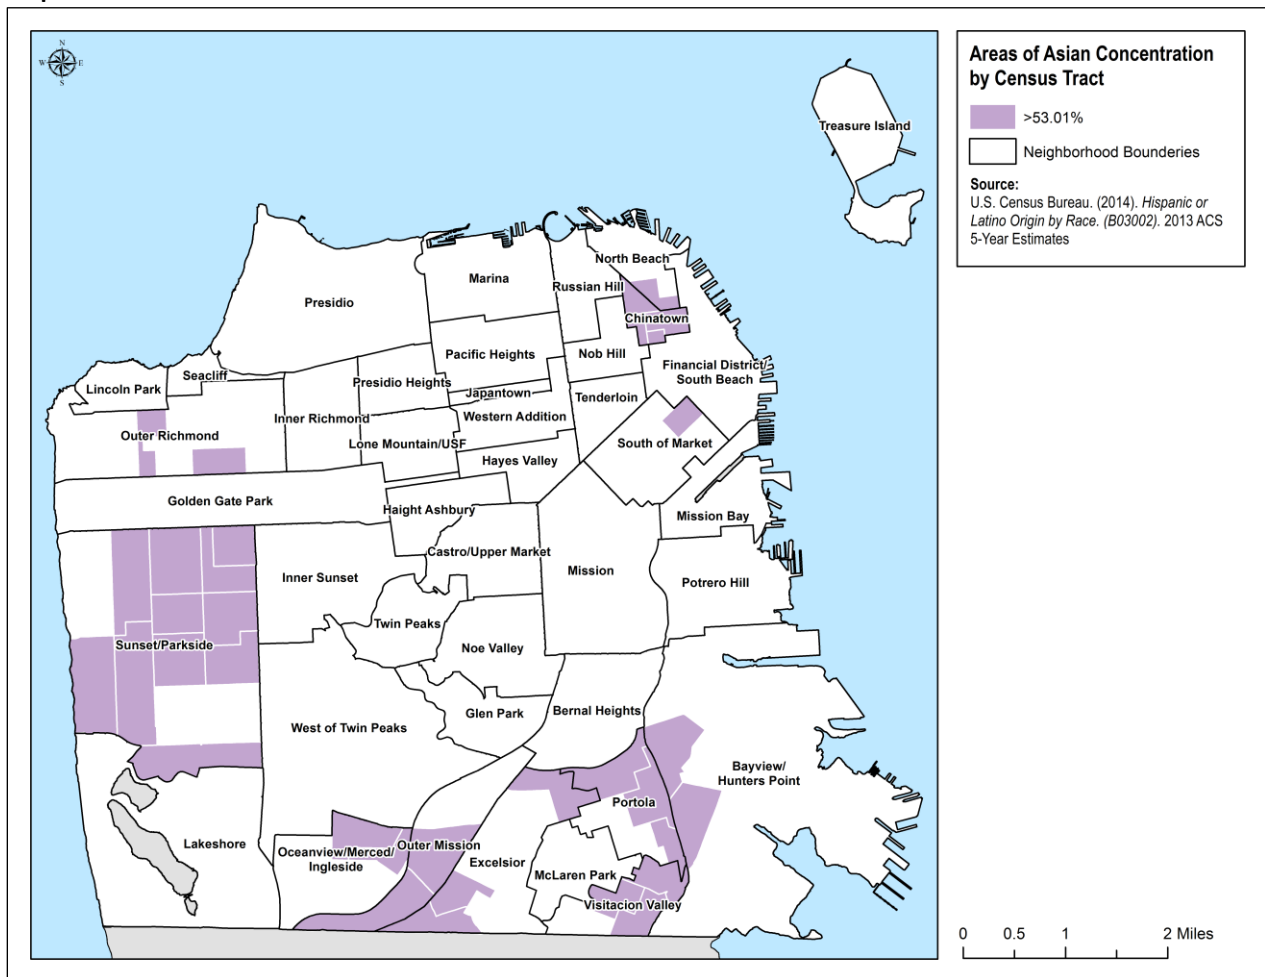 N
W E
S
Treasure Island
North Beach
Marina
Russian Hill
Presidio
Chinatown
Pacific Heights
Nob Hill
Financial District/
South Beach
Seacliff
Lincoln Park
Presidio Heights
Japantown
Tenderloin
Inner Richmond
Western Addition
Outer Richmond
Lone Mountain/USF
South of Market
Hayes Valley
Golden Gate Park
Haight Ashbury
Mission Bay
Castro/Upper Market
Inner Sunset
Mission
Potrero Hill
Twin Peaks
Sunset/Parkside
Noe Valley
Glen Park
Bernal Heights
West of Twin Peaks
Bayview/
Hunters Point
Portola
Lakeshore
Oceanview/Merced/
Ingleside
Outer Mission
Excelsior
McLaren Park
Visitacion Valley
Areas of Asian Concentration
by Census Tract
>53.01%
Neighborhood Bounderies
Source:
U.S. Census Bureau. (2014). Hispanic or
Latino Origin by Race. (B03002). 2013 ACS
5-Year Estimates
0 0.5 1 2 Miles